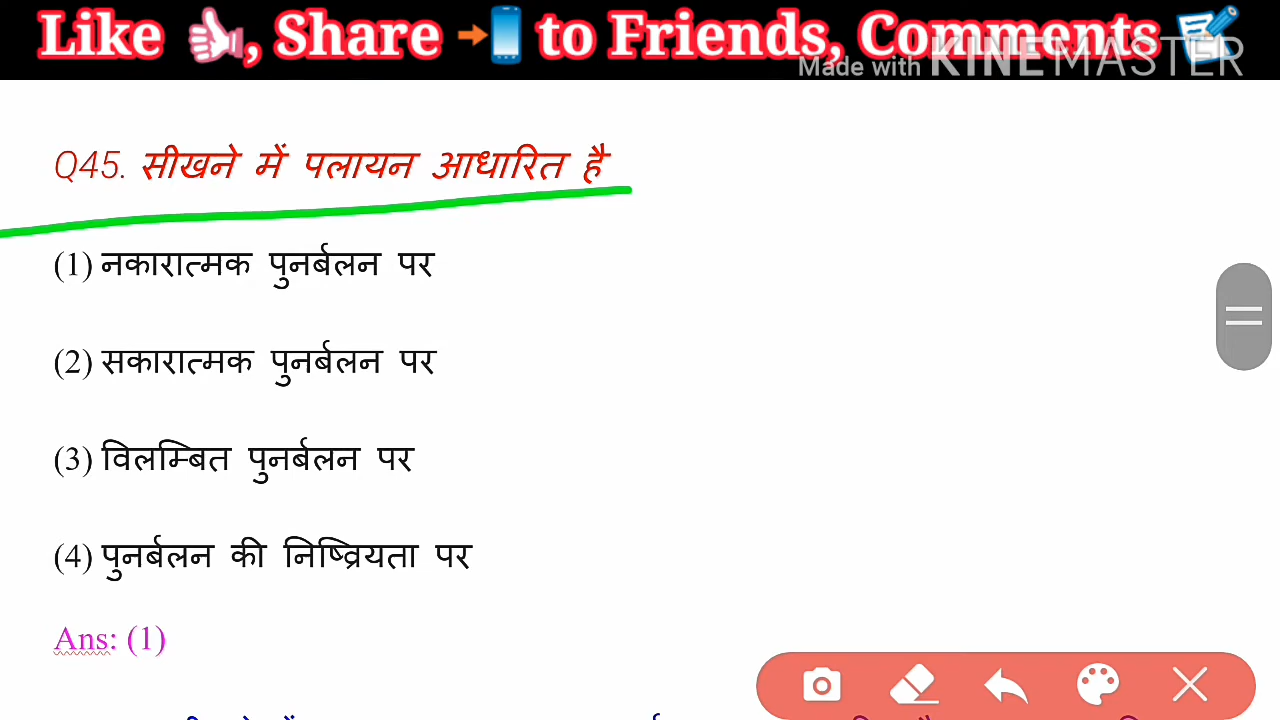 Like, Share to Friends, Comments
Made with KINEMASTER
Q45. सीखने में पलायन आधारित है
(1) नकारात्मक पुनर्बलन पर
(2) सकारात्मक पुनर्बलन पर
(3) विलम्बित पुनर्बलन पर
(4) पुनर्बलन की निष्व्रियता पर
Ans: (1)